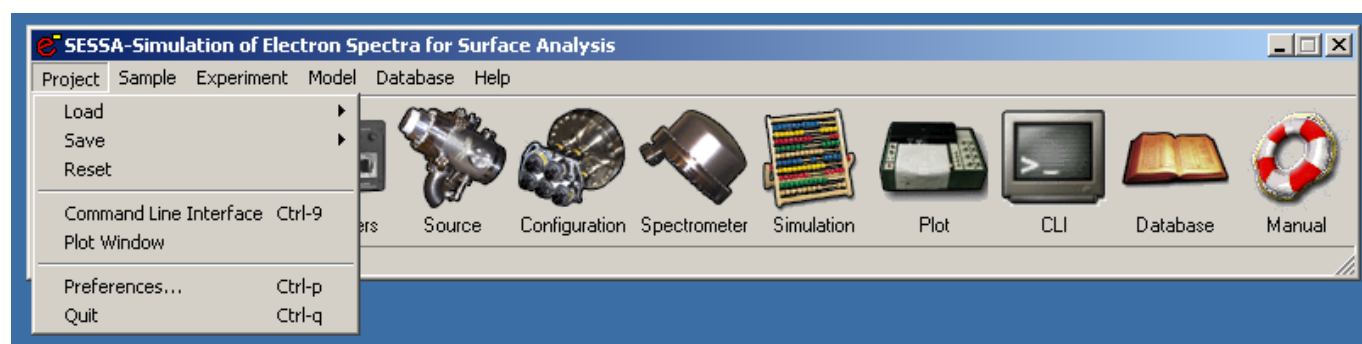 SESSA-Simulation of Electron Spectra for Surface Analysis
Project Sample Experiment Model Database Help
Load
Save
Reset
Command Line Interface Ctrl-9
Plot Window
Preferences... Ctrl-p
Quit Ctrl-q
ers Source Configuration Spectrometer Simulation Plot CLI Database Manual